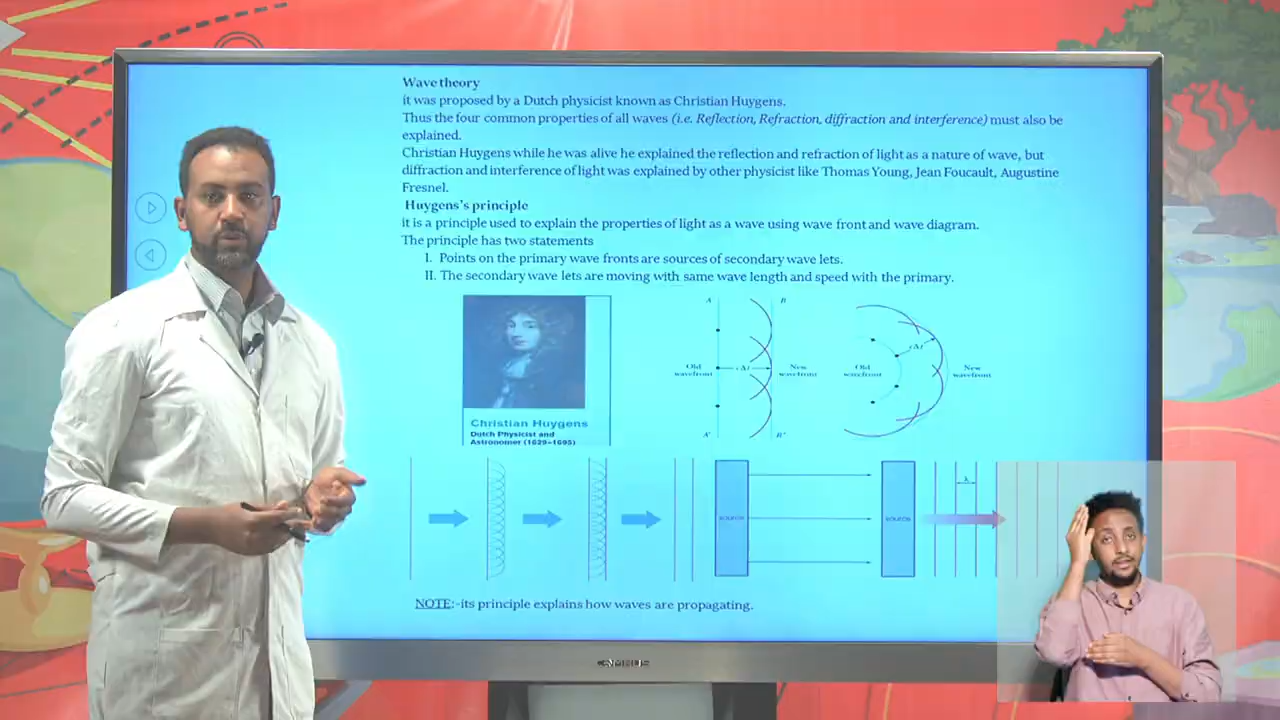 Wave theory
it was proposed by a Dutch physicist known as Christian Huygens.
Thus the four common properties of all waves (i.e. Reflection, Refraction, diffraction and interference) must also be
explained.
Christian Huygens while he was alive he explained the reflection and refraction of light as a nature of wave, but
diffraction and interference of light was explained by other physicist like Thomas Young, Jean Foucault, Augustine
Fresnel.
Huygens's principle
it is a principle used to explain the properties of light as a wave using wave front and wave diagram.
The principle has two statements
I. Points on the primary wave fronts are sources of secondary wave lets.
II. The secondary wave lets are moving with same wave length and speed with the primary.
A B
Old
wavefront
cΔt
New
wavefront
A' B'
cΔt
Old
wavefront
New
wavefront
Christian Huygens
Dutch Physicist and
Astronomer (1629-1695)
source
source
λ
NOTE:-its principle explains how waves are propagating.